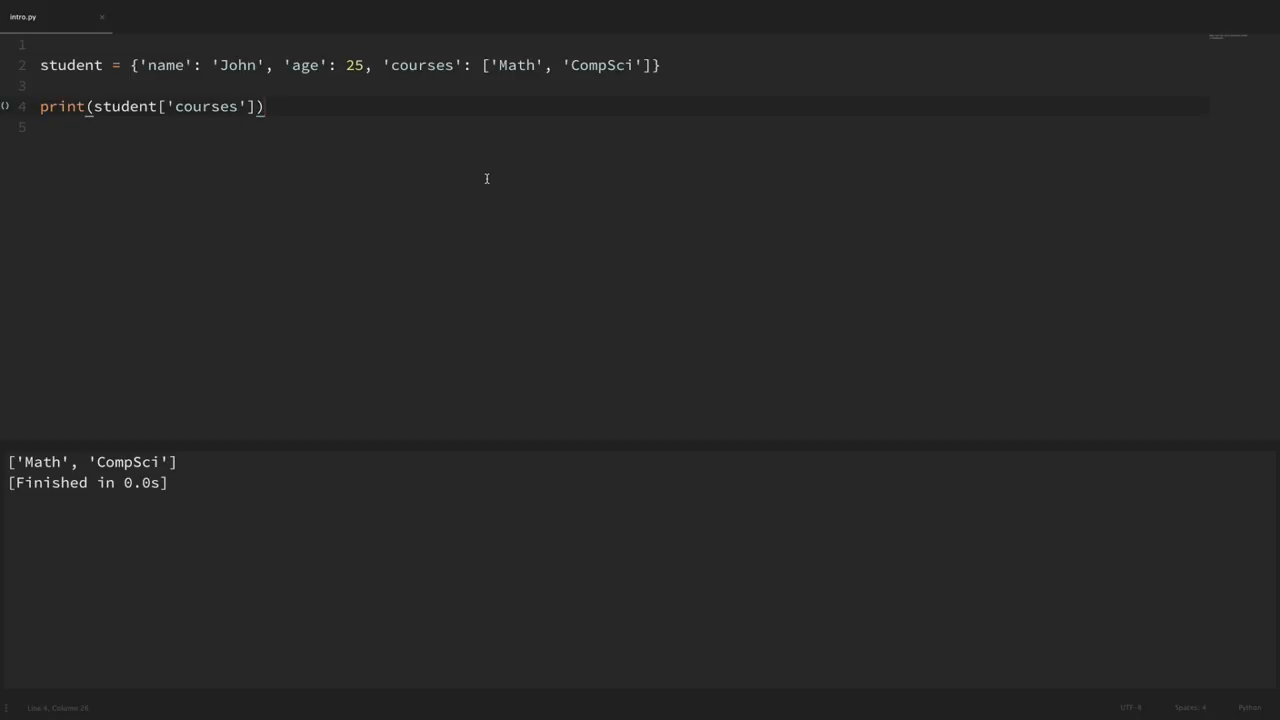 intro.py ×
1
2 student = {'name': 'John', 'age': 25, 'courses': ['Math', 'CompSci']}
3
() 4 print(student['courses'])
5
['Math', 'CompSci']
[Finished in 0.0s]
Line 4, Column 28 UTF-8 Spaces: 4 Python